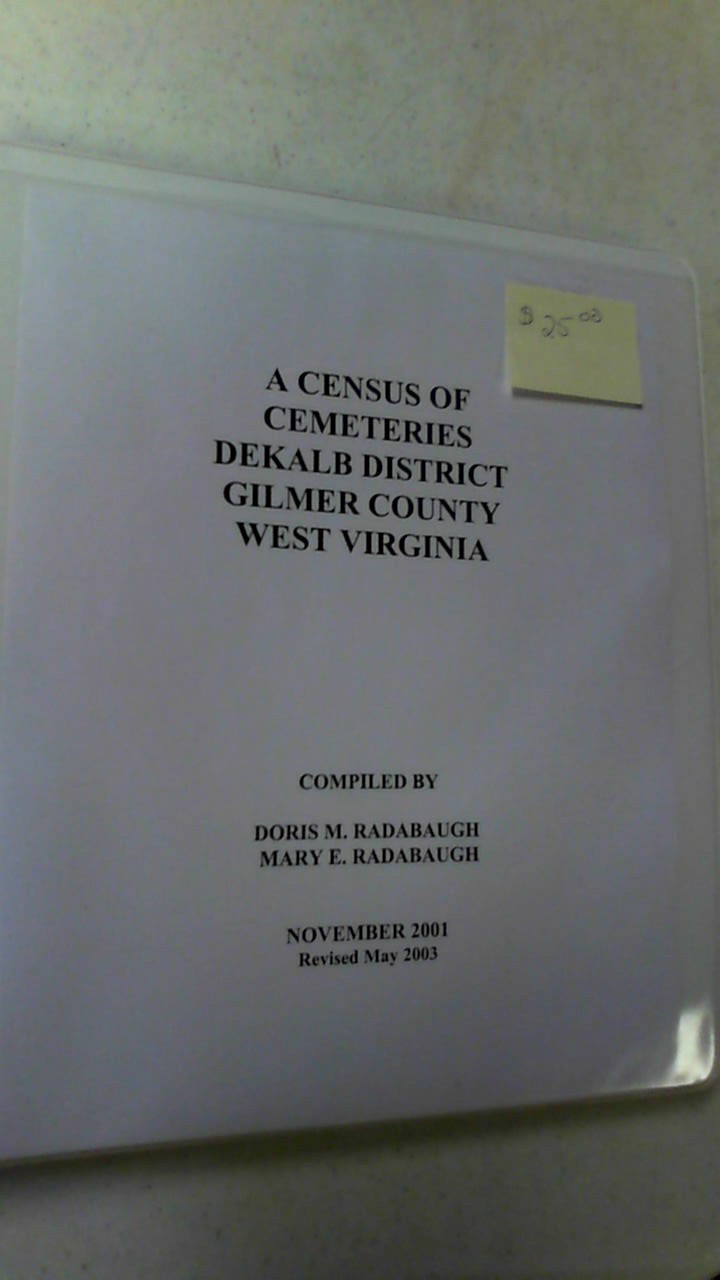 $ 25.00
A CENSUS OF
CEMETERIES
DEKALB DISTRICT
GILMER COUNTY
WEST VIRGINIA
COMPILED BY
DORIS M. RADABAUGH
MARY E. RADABAUGH
NOVEMBER 2001
Revised May 2003